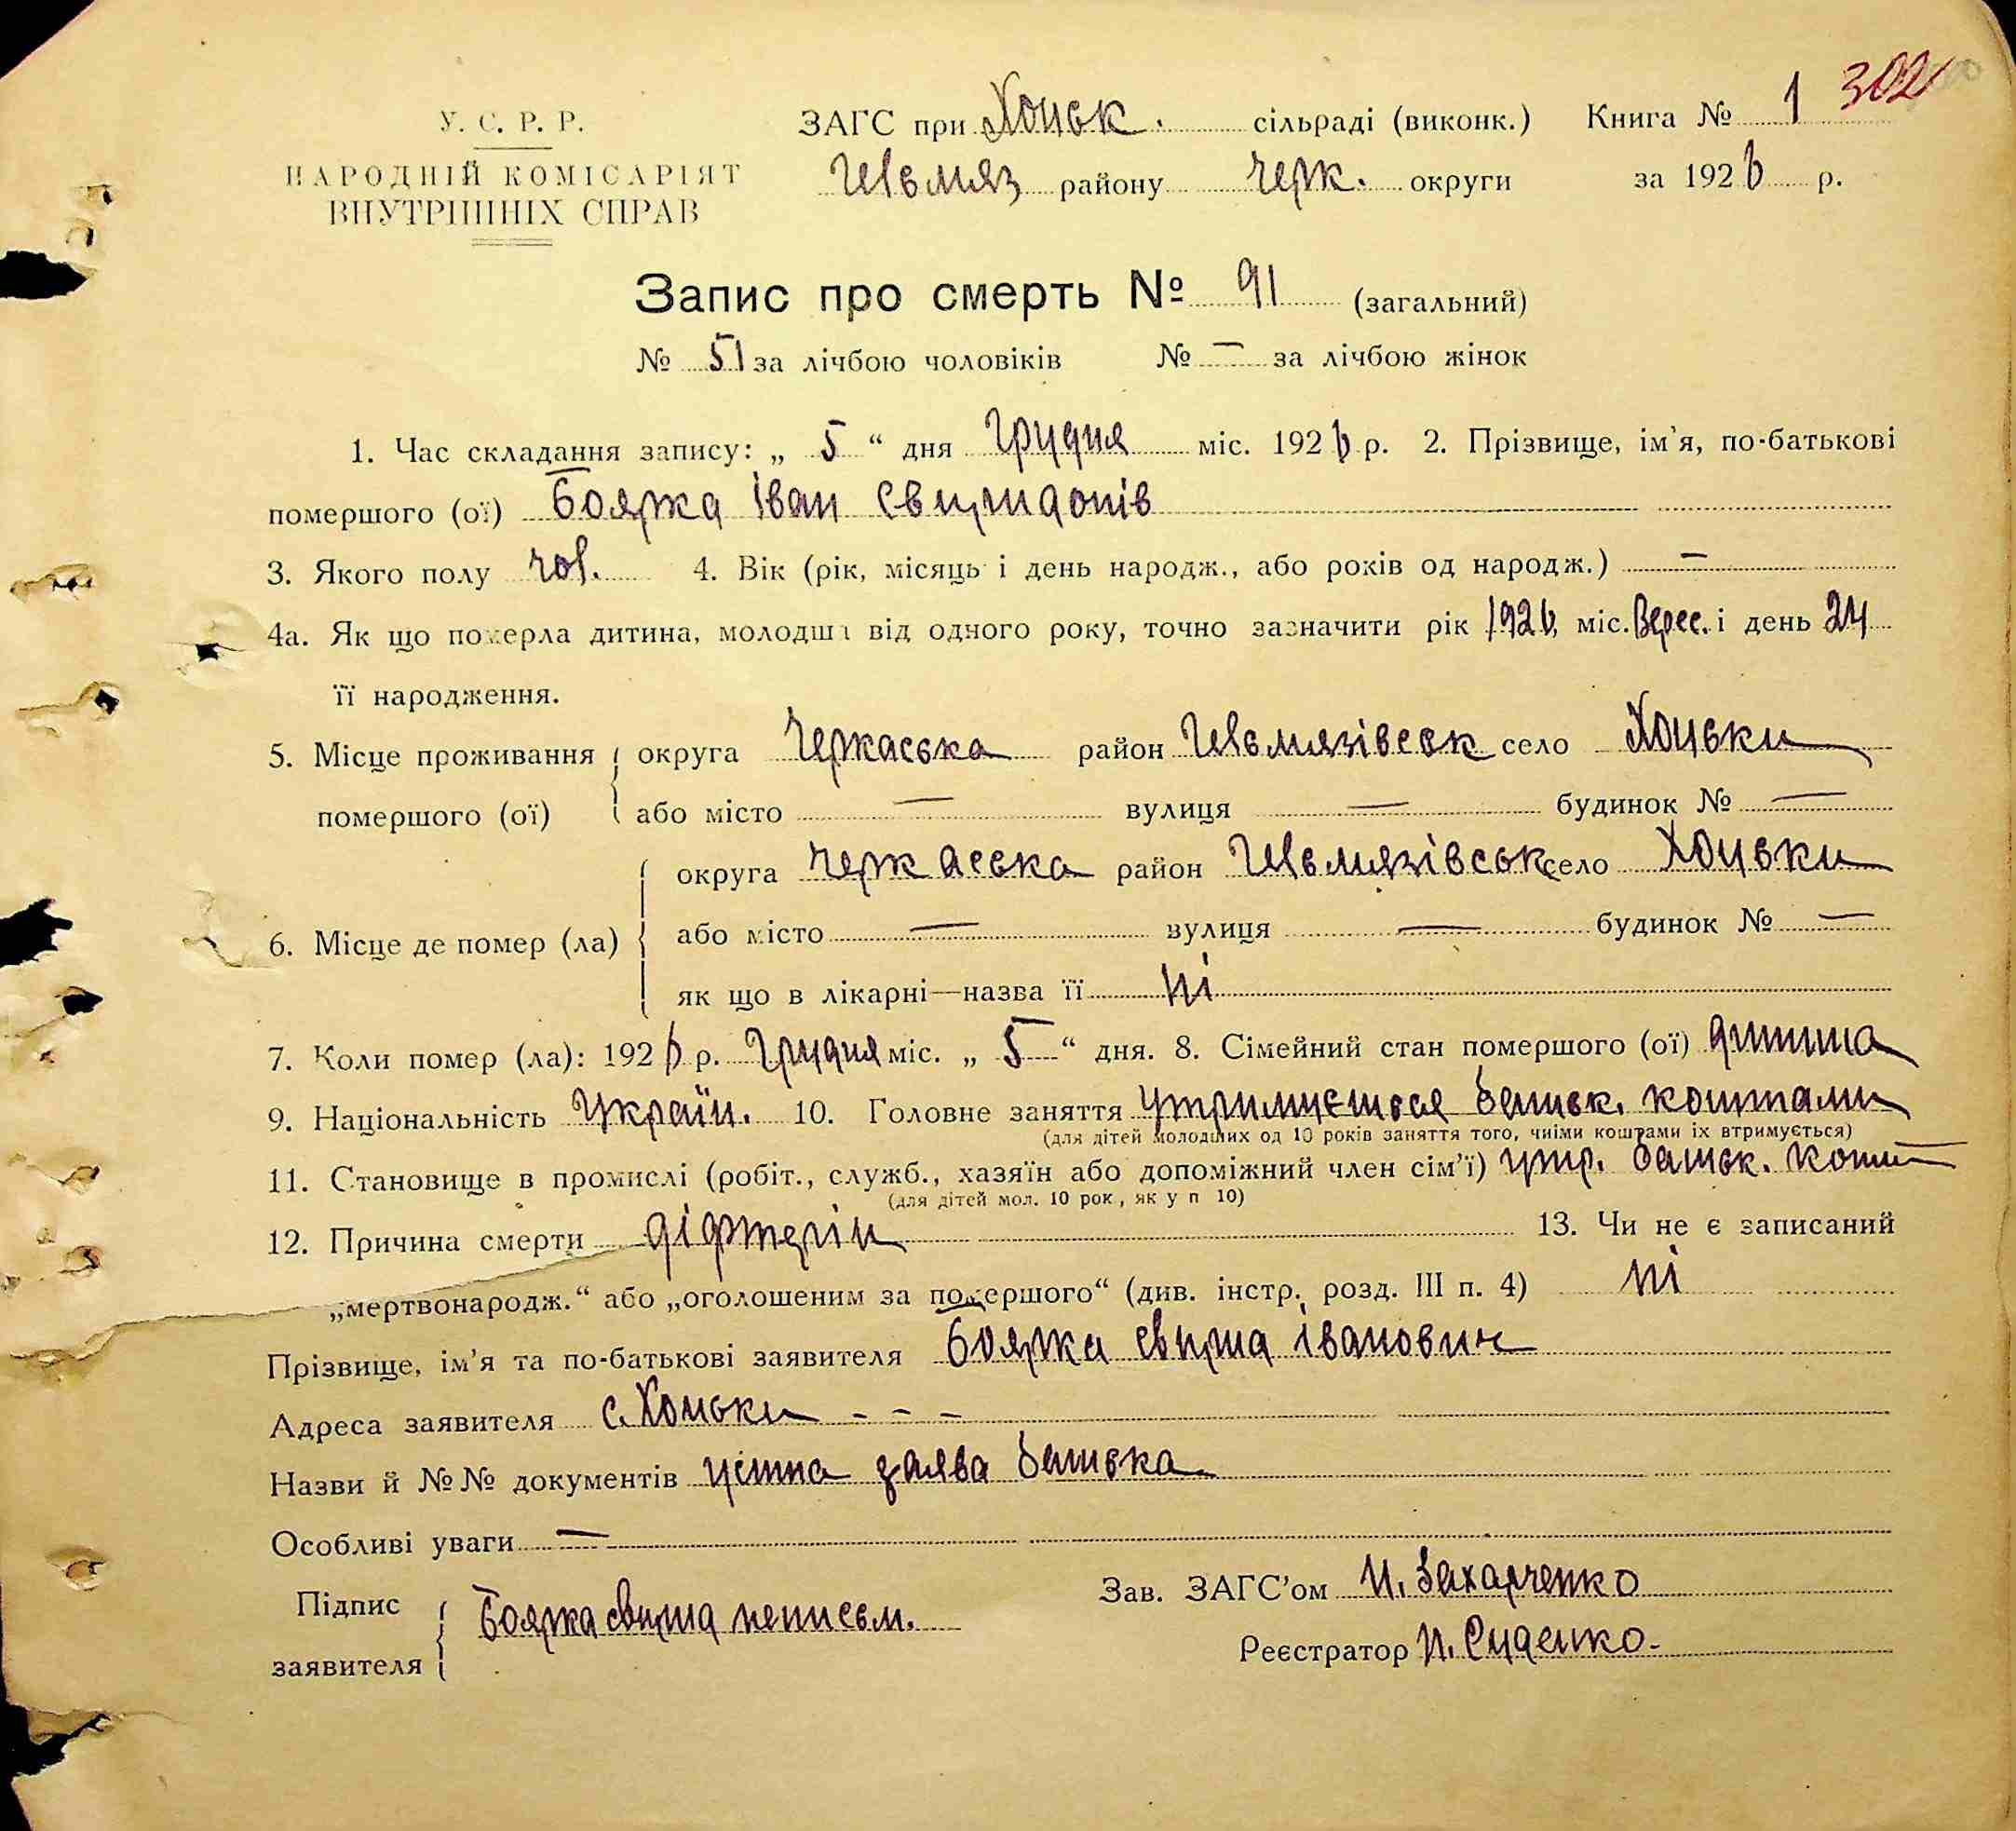 302
У. С. Р. Р.
НАРОДНІЙ КОМІСАРІЯТ
ВНУТРІШНІХ СПРАВ
ЗАГС при Хоцьк. сільраді (виконк.) Книга № 1
Гельмяз району Черк. округи за 1926 р.
Запис про смерть № 91 (загальний)
№ 51 за лічбою чоловіків № — за лічбою жінок
1. Час складання запису: „ 5 “ дня Грудня міс. 1926 р. 2. Прізвище, ім’я, по-батькові
помершого (ої) Боярка Іван Свиридонів
3. Якого полу чол. 4. Вік (рік, місяць і день народж., або років од народж.) —
4а. Як що померла дитина, молодша від одного року, точно зазначити рік 1926, міс. Верес. і день 24
її народження.
5. Місце проживання округа Черкаська район Гельмязівськ село Хоцьки
помершого (ої) або місто — вулиця — будинок № —
округа Черкаська район Гельмязівськ село Хоцьки
6. Місце де помер (ла) або місто — вулиця — будинок № —
як що в лікарні—назва її ні
7. Коли помер (ла): 1926 р. Грудня міс. „ 5 “ дня. 8. Сімейний стан помершого (ої) дитина
9. Національність Україн. 10. Головне заняття утримується батьк. коштами
(для дітей молодших од 10 років заняття того, чиїми коштами їх втримується)
11. Становище в промислі (робіт., служб., хазяїн або допоміжний член сім’ї) утр. батьк. кошт
(для дітей мол. 10 рок., як у п 10)
12. Причина смерти діфтерія 13. Чи не є записаний
„мертвонародж.“ або „оголошеним за помершого“ (див. інстр. розд. III п. 4) ні
Прізвище, ім’я та по-батькові заявителя Боярка Свирид Іванович
Адреса заявителя с. Хоцьки - - -
Назви й №№ документів устна заява батька
Особливі уваги —
Підпис заявителя Боярка Свирид неписьм.
Зав. ЗАГС’ом И. Захарченко
Реєстратор И. Суденко